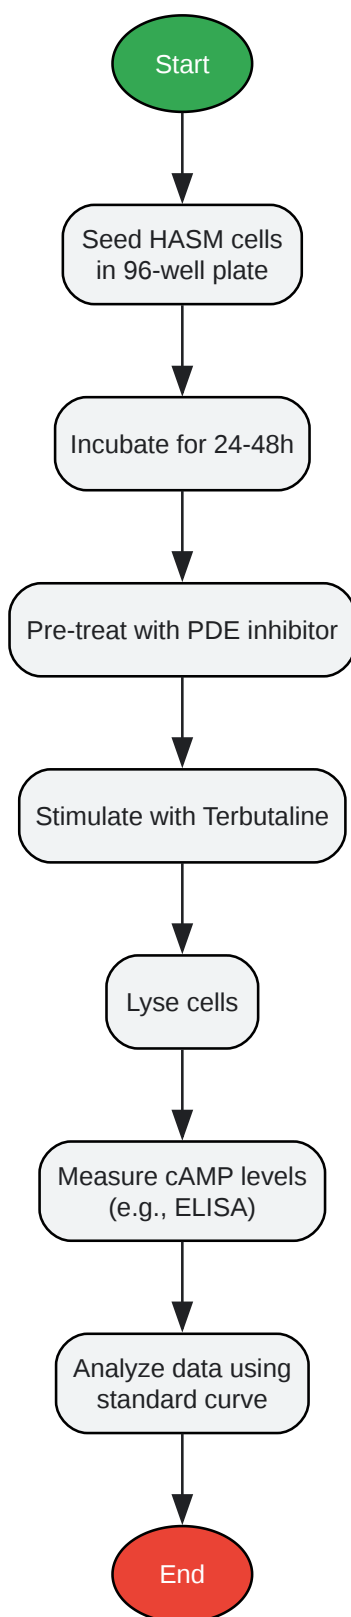 Start
Seed HASM cells
in 96-well plate
Incubate for 24-48h
Pre-treat with PDE inhibitor
Stimulate with Terbutaline
Lyse cells
Measure cAMP levels
(e.g., ELISA)
Analyze data using
standard curve
End